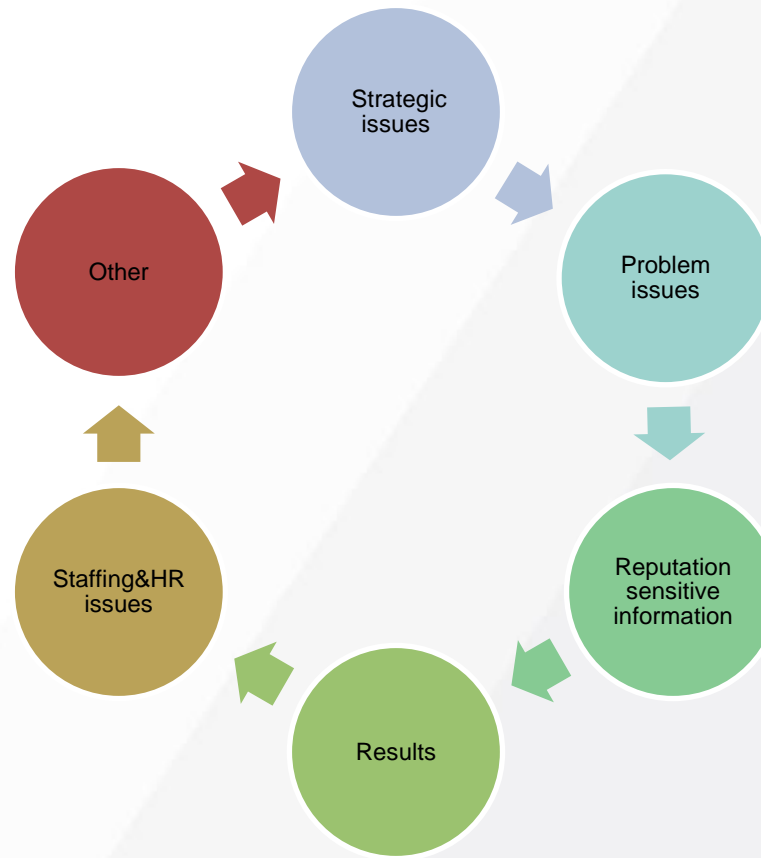 Strategic
issues
Problem
issues
Reputation
sensitive
information
Results
Staffing&HR
issues
Other